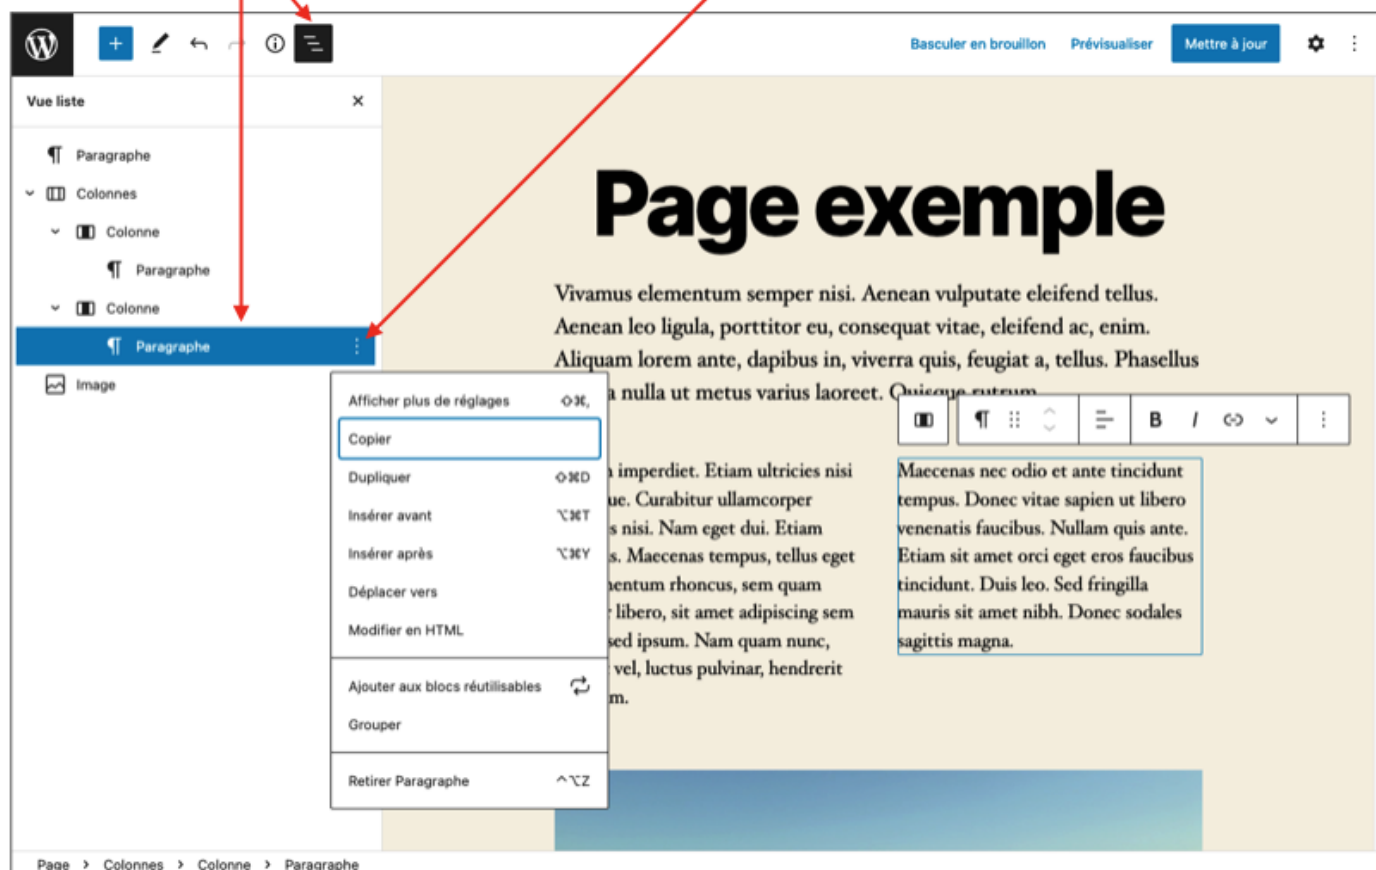 Basculer en brouillon
Prévisualiser
Mettre à jour
Vue liste
Paragraphe
Colonnes
Colonne
Paragraphe
Colonne
Paragraphe
Image
Afficher plus de réglages ⇧⌘,
Copier
Dupliquer ⇧⌘D
Insérer avant ⌥⌘T
Insérer après ⌥⌘Y
Déplacer vers
Modifier en HTML
Ajouter aux blocs réutilisables
Grouper
Retirer Paragraphe ^⌥Z
Page exemple
Vivamus elementum semper nisi. Aenean vulputate eleifend tellus.
Aenean leo ligula, porttitor eu, consequat vitae, eleifend ac, enim.
Aliquam lorem ante, dapibus in, viverra quis, feugiat a, tellus. Phasellus
a nulla ut metus varius laoreet. Quisque rutrum.
B I
imperdiet. Etiam ultricies nisi
ue. Curabitur ullamcorper
s nisi. Nam eget dui. Etiam
s. Maecenas tempus, tellus eget
entum rhoncus, sem quam
libero, sit amet adipiscing sem
sed ipsum. Nam quam nunc,
vel, luctus pulvinar, hendrerit
m.
Maecenas nec odio et ante tincidunt
tempus. Donec vitae sapien ut libero
venenatis faucibus. Nullam quis ante.
Etiam sit amet orci eget eros faucibus
tincidunt. Duis leo. Sed fringilla
mauris sit amet nibh. Donec sodales
sagittis magna.
Page > Colonnes > Colonne > Paragraphe